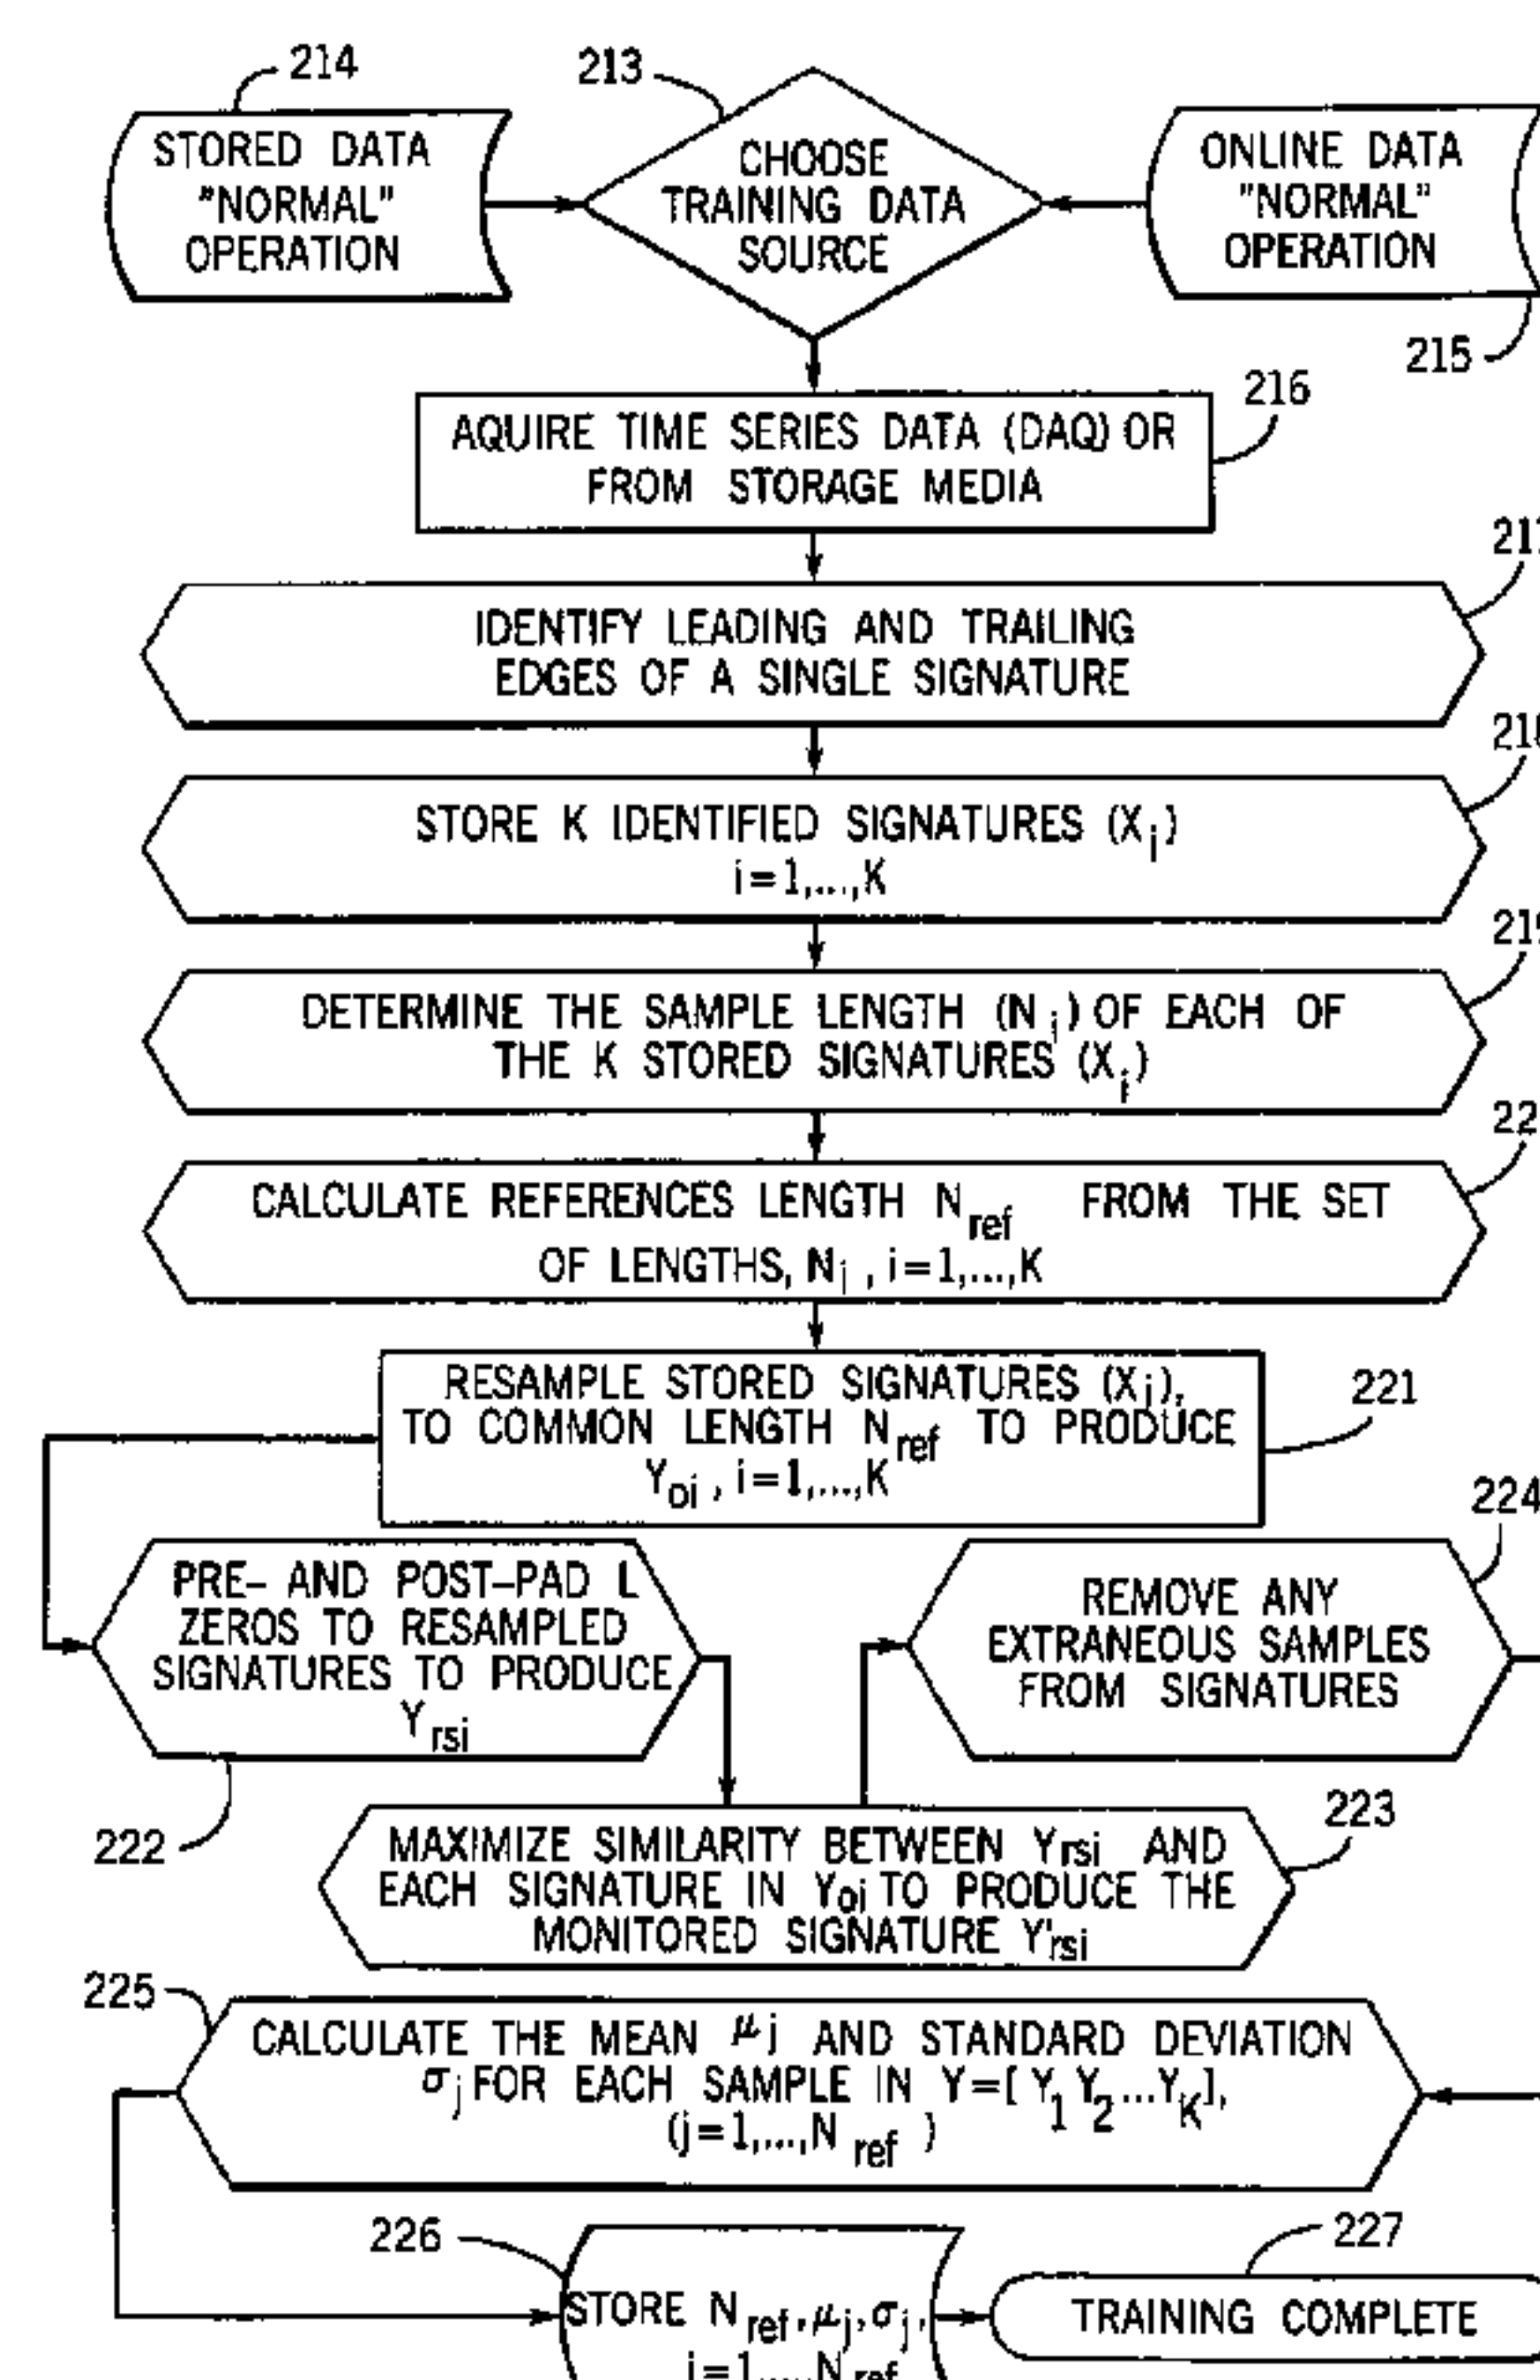 214
213
STORED DATA
"NORMAL"
OPERATION
CHOOSE
TRAINING DATA
SOURCE
ONLINE DATA
"NORMAL"
OPERATION
215
216
AQUIRE TIME SERIES DATA (DAQ) OR
FROM STORAGE MEDIA
IDENTIFY LEADING AND TRAILING
EDGES OF A SINGLE SIGNATURE
STORE K IDENTIFIED SIGNATURES (Xi)
i=1,...,K
DETERMINE THE SAMPLE LENGTH (Ni) OF EACH OF
THE K STORED SIGNATURES (Xi)
CALCULATE REFERENCES LENGTH Nref FROM THE SET
OF LENGTHS, Ni, i=1,...,K
RESAMPLE STORED SIGNATURES (Xi),
TO COMMON LENGTH Nref TO PRODUCE
Yoi, i=1,...,K
221
224
PRE- AND POST-PAD L
ZEROS TO RESAMPLED
SIGNATURES TO PRODUCE
Yrsi
REMOVE ANY
EXTRANEOUS SAMPLES
FROM SIGNATURES
222
223
MAXIMIZE SIMILARITY BETWEEN Yrsi AND
EACH SIGNATURE IN Yoi TO PRODUCE THE
MONITORED SIGNATURE Y'rsi
225
CALCULATE THE MEAN μj AND STANDARD DEVIATION
σj FOR EACH SAMPLE IN Y=[Y1 Y2...YK],
(j=1,...,Nref)
226
227
STORE Nref, μj, σj,
j=1,...,Nref
TRAINING COMPLETE